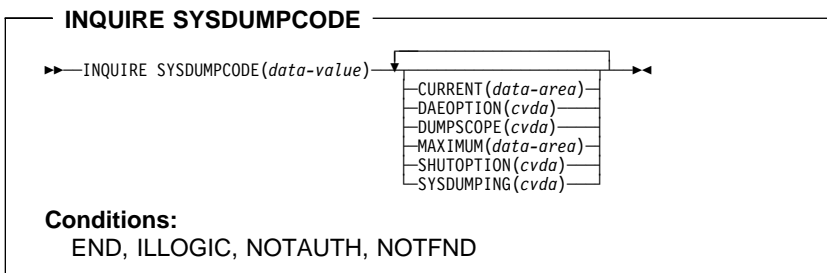 INQUIRE SYSDUMPCODE
INQUIRE SYSDUMPCODE(data-value)
CURRENT(data-area)
DAEOPTION(cvda)
DUMPSCOPE(cvda)
MAXIMUM(data-area)
SHUTOPTION(cvda)
SYSDUMPING(cvda)
Conditions:
END, ILLOGIC, NOTAUTH, NOTFND